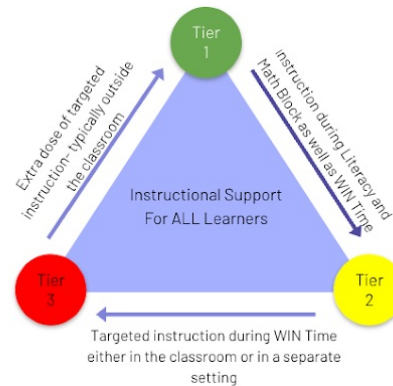 Tier
1
Extra dose of targeted
instruction- typically outside
the classroom
instruction during Literacy and
Math Block as well as WIN Time
Instructional Support
For ALL Learners
Tier
3
Tier
2
Targeted instruction during WIN Time
either in the classroom or in a separate
setting